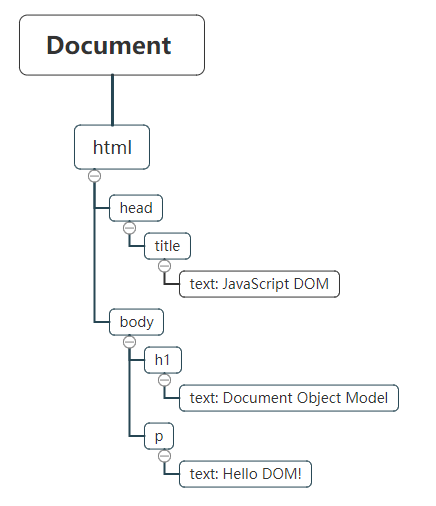 Document
html
head
title
text: JavaScript DOM
body
h1
text: Document Object Model
p
text: Hello DOM!